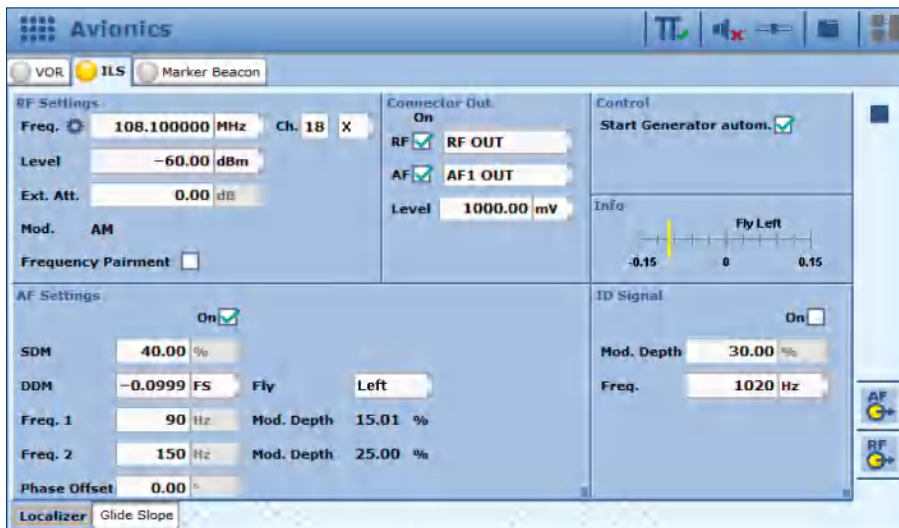 Avionics
VOR ILS Marker Beacon
RF Settings
Freq. 108.100000 MHz Ch. 18 X
Level -60.00 dBm
Ext. Att. 0.00 dB
Mod. AM
Frequency Pairment
Connector Out.
On
RF RF OUT
AF AF1 OUT
Level 1000.00 mV
Control
Start Generator autom.
Info
Fly Left
-0.15 0 0.15
AF Settings
On
SDM 40.00 %
DDM -0.0999 FS Fly Left
Freq. 1 90 Hz Mod. Depth 15.01 %
Freq. 2 150 Hz Mod. Depth 25.00 %
Phase Offset 0.00 °
ID Signal
On
Mod. Depth 30.00 %
Freq. 1020 Hz
AF
RF
Localizer Glide Slope